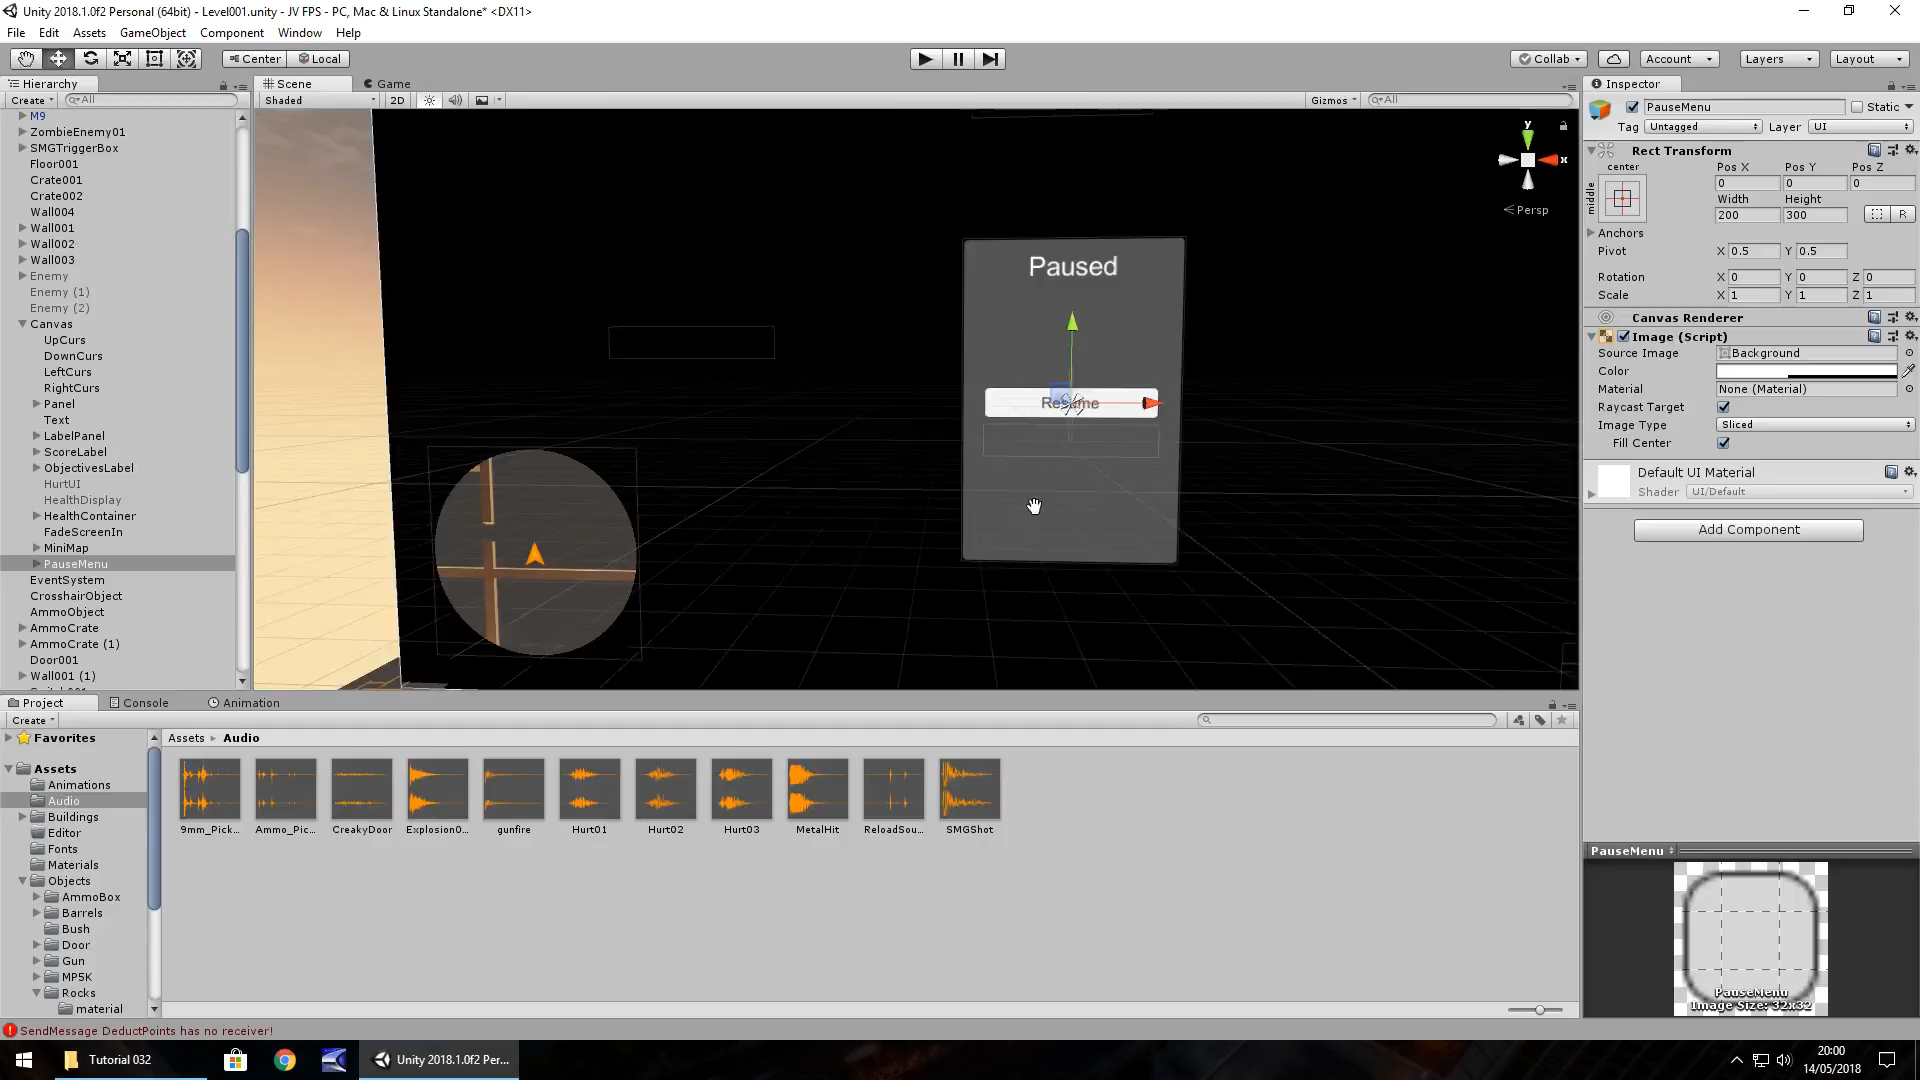 Unity 2018.1.0f2 Personal (64bit) - Level001.unity - JV FPS - PC, Mac & Linux Standalone* <DX11>
File Edit Assets GameObject Component Window Help
Center Local
Collab Account Layers Layout
Hierarchy
Create All
M9
ZombieEnemy01
SMGTriggerBox
Floor001
Crate001
Crate002
Wall004
Wall001
Wall002
Wall003
Enemy
Enemy (1)
Enemy (2)
Canvas
UpCurs
DownCurs
LeftCurs
RightCurs
Panel
Text
LabelPanel
ScoreLabel
ObjectivesLabel
HurtUI
HealthDisplay
HealthContainer
FadeScreenIn
MiniMap
PauseMenu
EventSystem
CrosshairObject
AmmoObject
AmmoCrate
AmmoCrate (1)
Door001
Wall001 (1)
Scene Game
Shaded 2D Gizmos All
y
x
Persp
Paused
Resume
Inspector
PauseMenu Static
Tag Untagged Layer UI
Rect Transform
center
middle
Pos X Pos Y Pos Z
0 0 0
Width Height
200 300 R
Anchors
Pivot X 0.5 Y 0.5
Rotation X 0 Y 0 Z 0
Scale X 1 Y 1 Z 1
Canvas Renderer
Image (Script)
Source Image Background
Color
Material None (Material)
Raycast Target
Image Type Sliced
Fill Center
Default UI Material
Shader UI/Default
Add Component
PauseMenu
PauseMenu
Image Size: 32x32
Project Console Animation
Create
Favorites
Assets
Animations
Audio
Buildings
Editor
Fonts
Materials
Objects
AmmoBox
Barrels
Bush
Door
Gun
MP5K
Rocks
material
Assets Audio
9mm_Pick... Ammo_Pic... CreakyDoor Explosion0... gunfire Hurt01 Hurt02 Hurt03 MetalHit ReloadSou... SMGShot
SendMessage DeductPoints has no receiver!
Tutorial 032
Unity 2018.1.0f2 Per...
20:00
14/05/2018